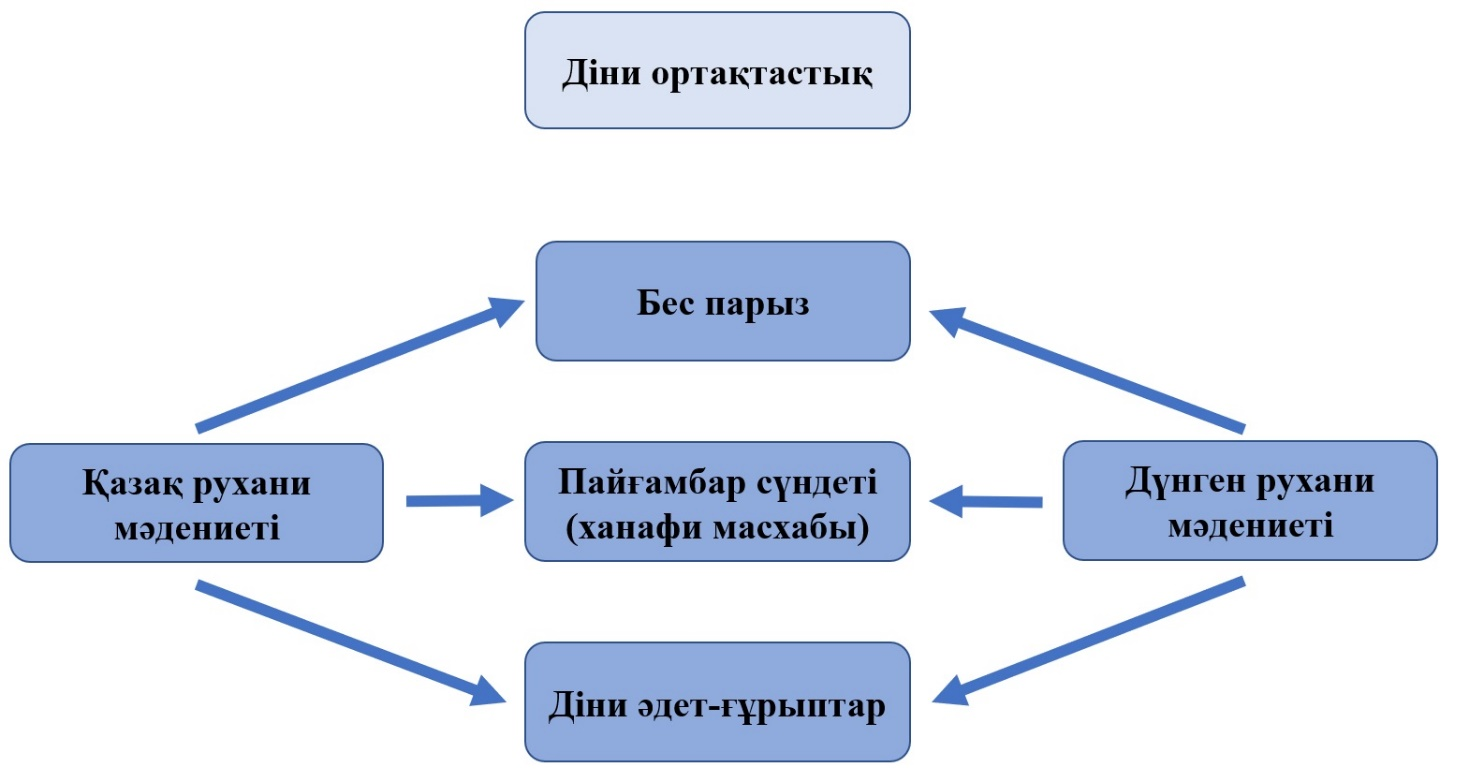 Діни ортақтастық
Бес парыз
Қазақ рухани
мәдениеті
Пайғамбар сүндеті
(ханафи масхабы)
Дүнген рухани
мәдениеті
Діни әдет-ғұрыптар